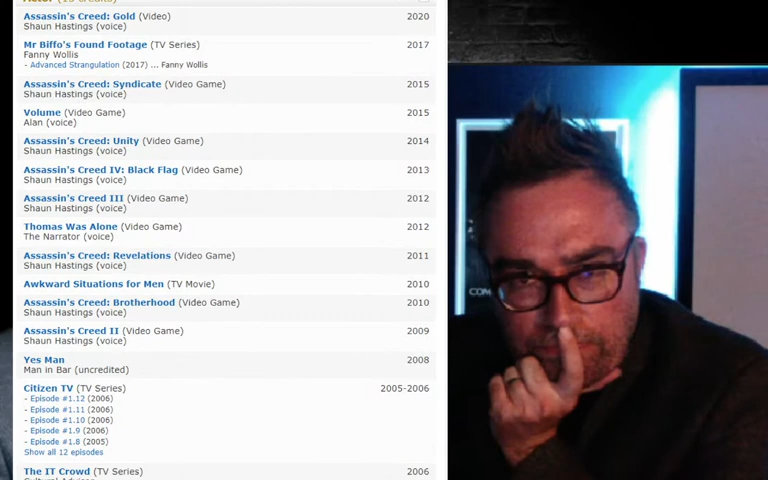 Assassin's Creed: Gold (Video) 2020
Shaun Hastings (voice)
Mr Biffo's Found Footage (TV Series) 2017
Fanny Wollis
- Advanced Strangulation (2017) ... Fanny Wollis
Assassin's Creed: Syndicate (Video Game) 2015
Shaun Hastings (voice)
Volume (Video Game) 2015
Alan (voice)
Assassin's Creed: Unity (Video Game) 2014
Shaun Hastings (voice)
Assassin's Creed IV: Black Flag (Video Game) 2013
Shaun Hastings (voice)
Assassin's Creed III (Video Game) 2012
Shaun Hastings (voice)
Thomas Was Alone (Video Game) 2012
The Narrator (voice)
Assassin's Creed: Revelations (Video Game) 2011
Shaun Hastings (voice)
Awkward Situations for Men (TV Movie) 2010
Assassin's Creed: Brotherhood (Video Game) 2010
Shaun Hastings (voice)
Assassin's Creed II (Video Game) 2009
Shaun Hastings (voice)
Yes Man 2008
Man in Bar (uncredited)
Citizen TV (TV Series) 2005-2006
- Episode #1.12 (2006)
- Episode #1.11 (2006)
- Episode #1.10 (2006)
- Episode #1.9 (2006)
- Episode #1.8 (2005)
Show all 12 episodes
The IT Crowd (TV Series) 2006
COM